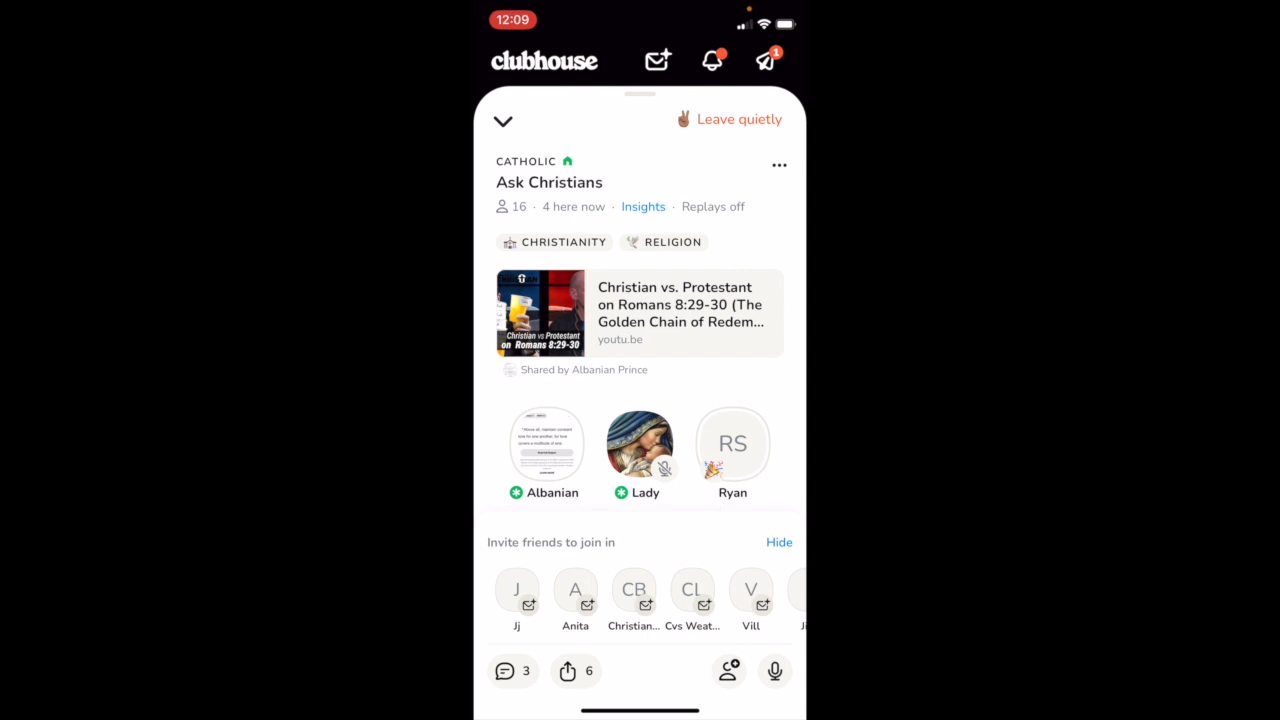 12:09
clubhouse
1
Leave quietly
CATHOLIC
Ask Christians
16 · 4 here now · Insights · Replays off
CHRISTIANITY
RELIGION
Christian vs. Protestant
on Romans 8:29-30 (The
Golden Chain of Redem...
youtu.be
Christian vs Protestant
on Romans 8:29-30
Shared by Albanian Prince
RS
Albanian
Lady
Ryan
Invite friends to join in
Hide
J
A
CB
CL
V
Jj
Anita
Christian...
Cvs Weat...
Vill
3
6